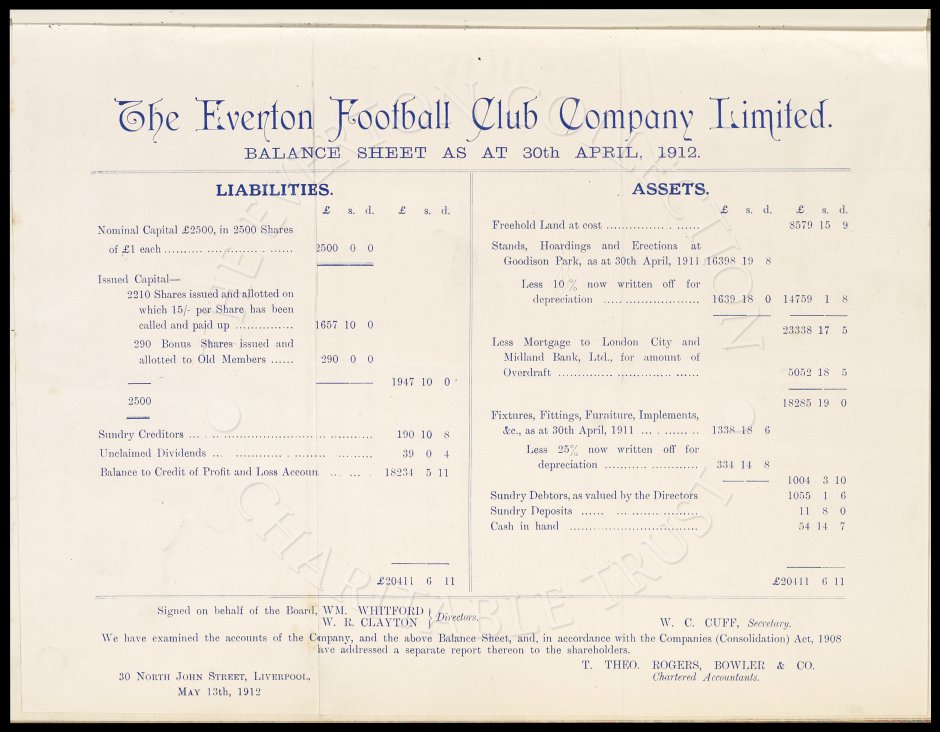 The Everton Football Club Company Limited.
BALANCE SHEET AS AT 30th APRIL, 1912.
LIABILITIES.
£ s. d. £ s. d.
Nominal Capital £2500, in 2500 Shares
of £1 each 2500 0 0
Issued Capital—
2210 Shares issued and allotted on
which 15/- per Share has been
called and paid up 1657 10 0
290 Bonus Shares issued and
allotted to Old Members 290 0 0
1947 10 0
2500
Sundry Creditors 190 10 8
Unclaimed Dividends 39 0 4
Balance to Credit of Profit and Loss Accoun 18234 5 11
£20411 6 11
ASSETS.
£ s. d. £ s. d.
Freehold Land at cost 8579 15 9
Stands, Hoardings and Erections at
Goodison Park, as at 30th April, 1911 16398 19 8
Less 10% now written off for
depreciation 1639 18 0 14759 1 8
23338 17 5
Less Mortgage to London City and
Midland Bank, Ltd., for amount of
Overdraft 5052 18 5
18285 19 0
Fixtures, Fittings, Furniture, Implements,
&c., as at 30th April, 1911 1338 18 6
Less 25% now written off for
depreciation 334 14 8
1004 3 10
Sundry Debtors, as valued by the Directors 1055 1 6
Sundry Deposits 11 8 0
Cash in hand 54 14 7
£20411 6 11
Signed on behalf of the Board, WM. WHITFORD
W. R. CLAYTON } Directors.
W. C. CUFF, Secretary.
We have examined the accounts of the Company, and the above Balance Sheet, and, in accordance with the Companies (Consolidation) Act, 1908
have addressed a separate report thereon to the shareholders.
T. THEO. ROGERS, BOWLER & CO.
Chartered Accountants.
30 NORTH JOHN STREET, LIVERPOOL,
MAY 13th, 1912
THE EVERTON COLLECTION
CHARITABLE TRUST